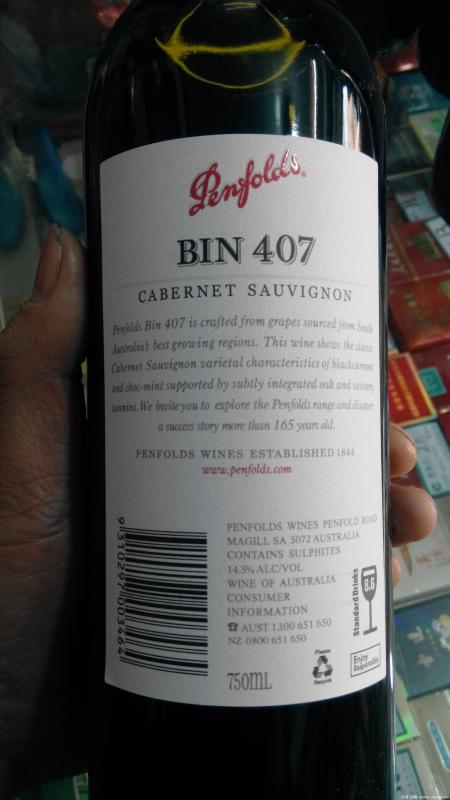 Penfolds
BIN 407
CABERNET SAUVIGNON
Penfolds Bin 407 is crafted from grapes sourced from South
Australia's best growing regions. This wine shows the classic
Cabernet Sauvignon varietal characteristics of blackcurrant
and choc-mint supported by subtly integrated oak and savoury
tannins. We invite you to explore the Penfolds range and discover
a success story more than 165 years old.
PENFOLDS WINES ESTABLISHED 1844
www.penfolds.com
9310297003464
PENFOLDS WINES PENFOLD ROAD
MAGILL SA 5072 AUSTRALIA
CONTAINS SULPHITES
14.5% ALC/VOL
WINE OF AUSTRALIA
CONSUMER
INFORMATION
☎ AUST 1300 651 650
NZ 0800 651 650
Standard Drinks
8.6
750mL
Please
Recycle
Enjoy
Responsibly